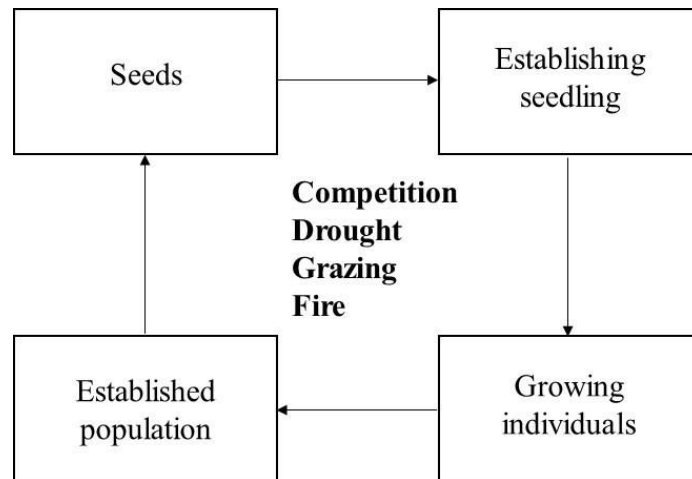 Seeds
Establishing
seedling
Competition
Drought
Grazing
Fire
Established
population
Growing
individuals